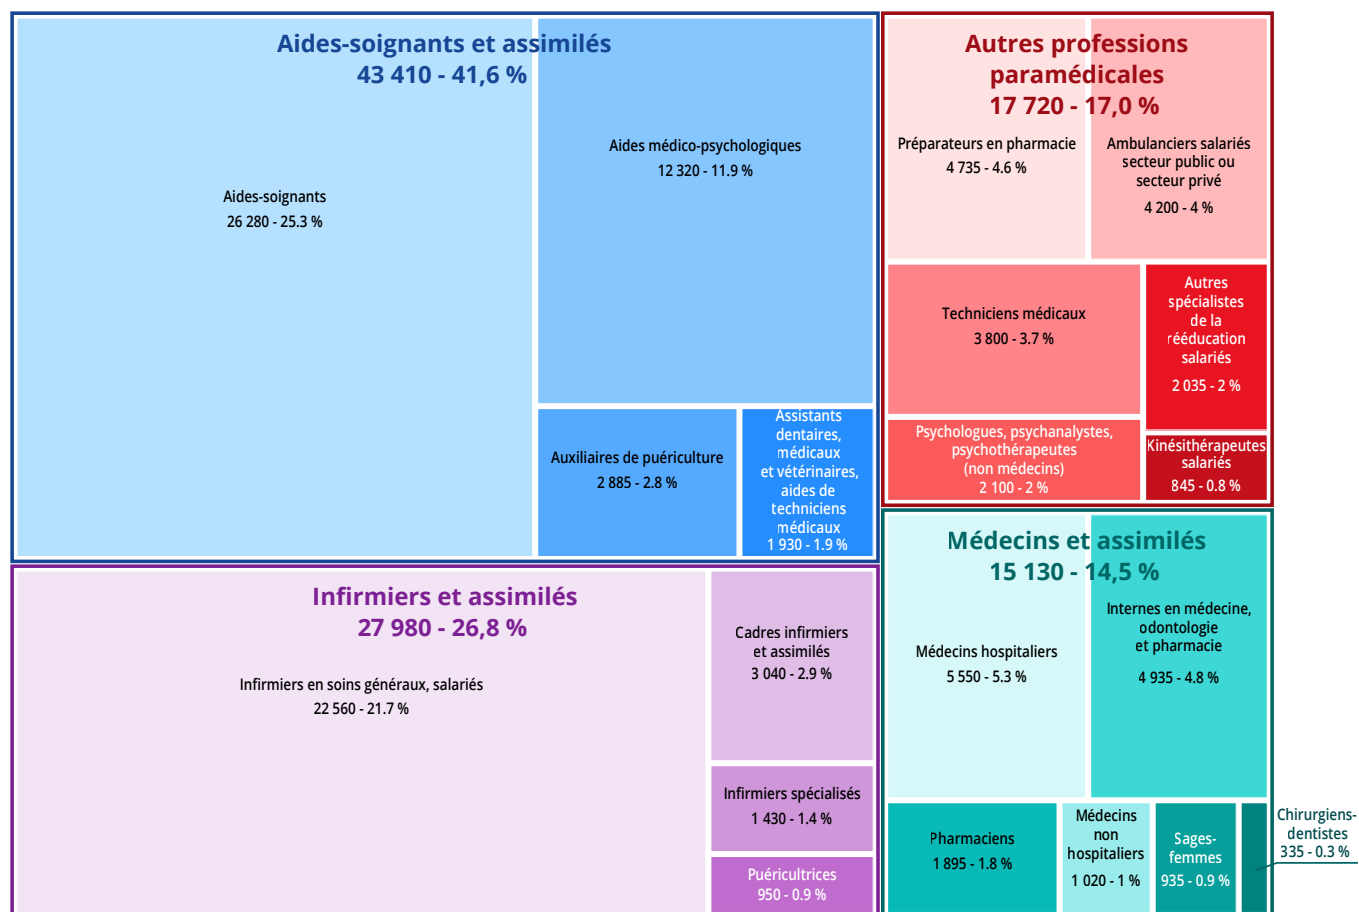 Aides-soignants et assimilés
43 410 - 41,6 %
Aides-soignants
26 280 - 25.3 %
Aides médico-psychologiques
12 320 - 11.9 %
Auxiliaires de puériculture
2 885 - 2.8 %
Assistants
dentaires,
médicaux
et vétérinaires,
aides de
techniciens
médicaux
1 930 - 1.9 %
Autres professions
paramédicales
17 720 - 17,0 %
Préparateurs en pharmacie
4 735 - 4.6 %
Ambulanciers salariés
secteur public ou
secteur privé
4 200 - 4 %
Techniciens médicaux
3 800 - 3.7 %
Autres
spécialistes
de la
rééducation
salariés
2 035 - 2 %
Psychologues, psychanalystes,
psychothérapeutes
(non médecins)
2 100 - 2 %
Kinésithérapeutes
salariés
845 - 0.8 %
Infirmiers et assimilés
27 980 - 26,8 %
Infirmiers en soins généraux, salariés
22 560 - 21.7 %
Cadres infirmiers
et assimilés
3 040 - 2.9 %
Infirmiers spécialisés
1 430 - 1.4 %
Puéricultrices
950 - 0.9 %
Médecins et assimilés
15 130 - 14,5 %
Médecins hospitaliers
5 550 - 5.3 %
Internes en médecine,
odontologie
et pharmacie
4 935 - 4.8 %
Pharmaciens
1 895 - 1.8 %
Médecins
non
hospitaliers
1 020 - 1 %
Sages-
femmes
935 - 0.9 %
Chirurgiens-
dentistes
335 - 0.3 %